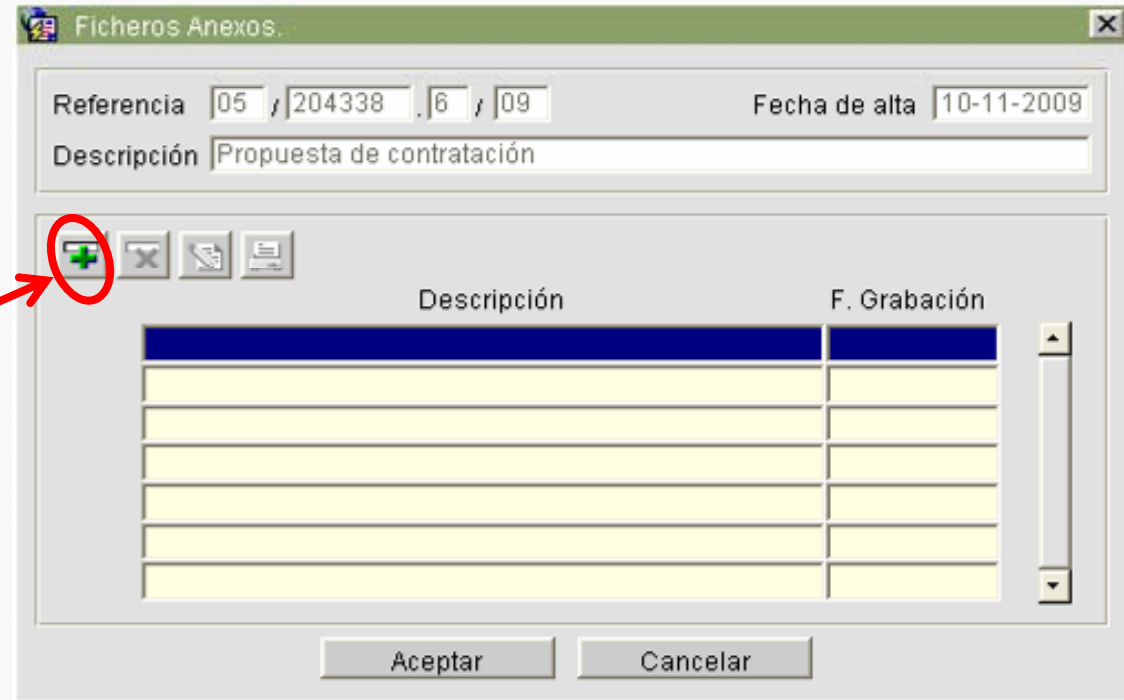 Ficheros Anexos.
Referencia 05 / 204338 . 6 / 09 Fecha de alta 10-11-2009
Descripción Propuesta de contratación
Descripción F. Grabación
Aceptar Cancelar